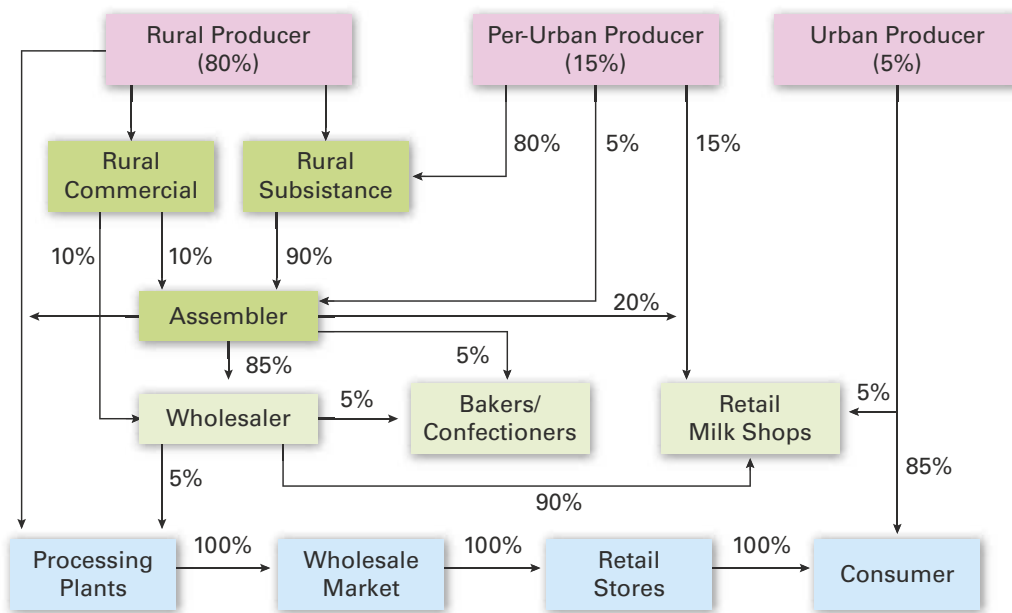 Rural Producer
(80%)
Per-Urban Producer
(15%)
Urban Producer
(5%)
80%
5%
15%
Rural
Commercial
Rural
Subsistance
10%
10%
90%
Assembler
20%
85%
5%
Wholesaler
5%
Bakers/
Confectioners
Retail
Milk Shops
5%
85%
5%
90%
Processing
Plants
100%
Wholesale
Market
100%
Retail
Stores
100%
Consumer